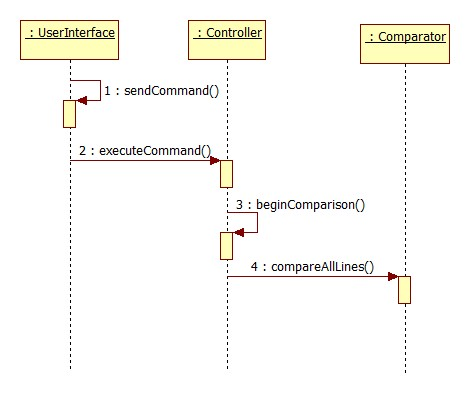 : UserInterface
: Controller
: Comparator
1 : sendCommand()
2 : executeCommand()
3 : beginComparison()
4 : compareAllLines()